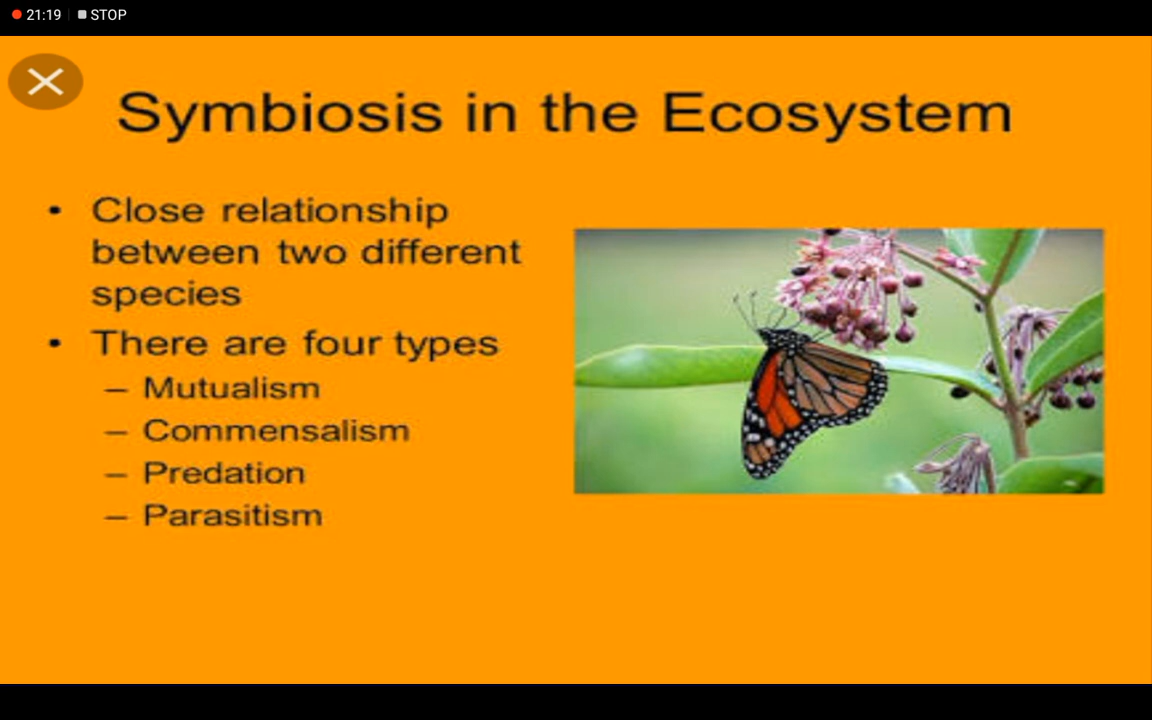 21:19 STOP
Symbiosis in the Ecosystem
• Close relationship
between two different
species
• There are four types
– Mutualism
– Commensalism
– Predation
– Parasitism